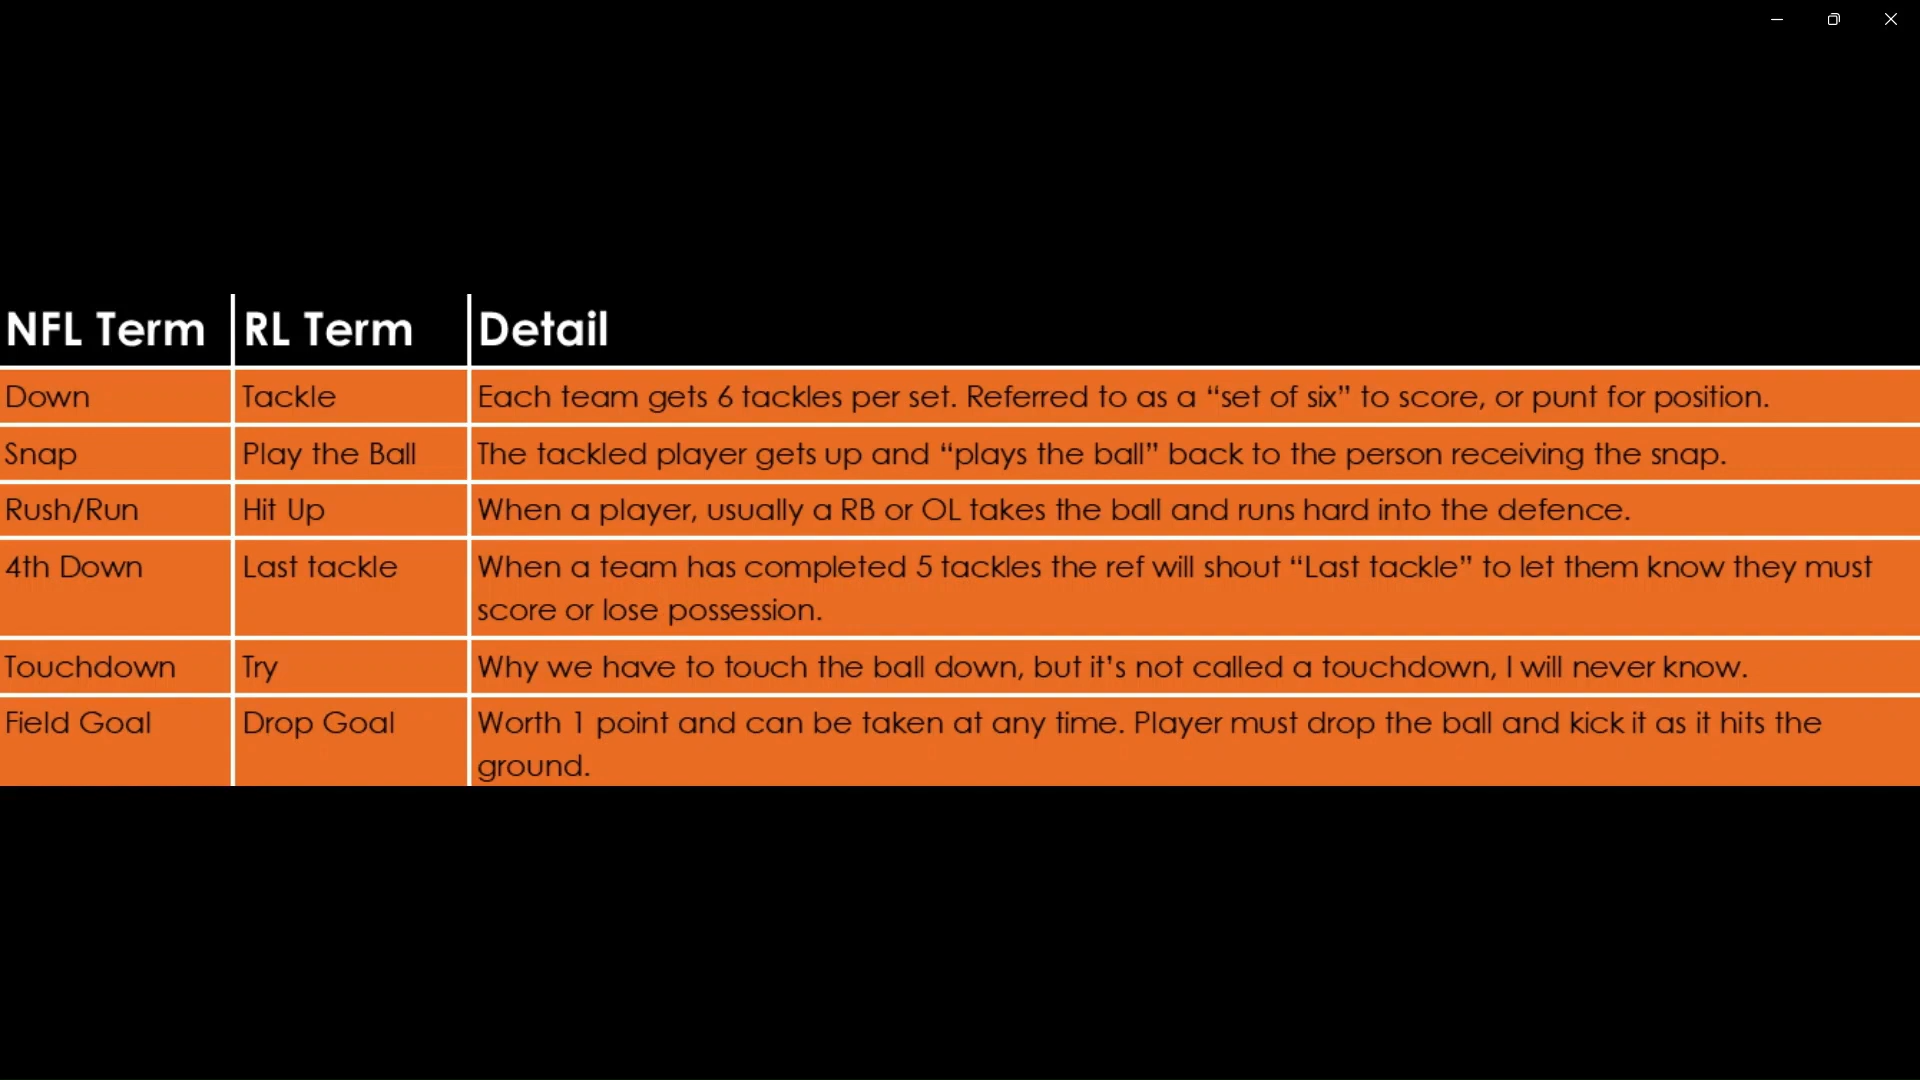 NFL Term RL Term Detail
Down Tackle Each team gets 6 tackles per set. Referred to as a “set of six” to score, or punt for position.
Snap Play the Ball The tackled player gets up and “plays the ball” back to the person receiving the snap.
Rush/Run Hit Up When a player, usually a RB or OL takes the ball and runs hard into the defence.
4th Down Last tackle When a team has completed 5 tackles the ref will shout “Last tackle” to let them know they must
score or lose possession.
Touchdown Try Why we have to touch the ball down, but it’s not called a touchdown, I will never know.
Field Goal Drop Goal Worth 1 point and can be taken at any time. Player must drop the ball and kick it as it hits the
ground.